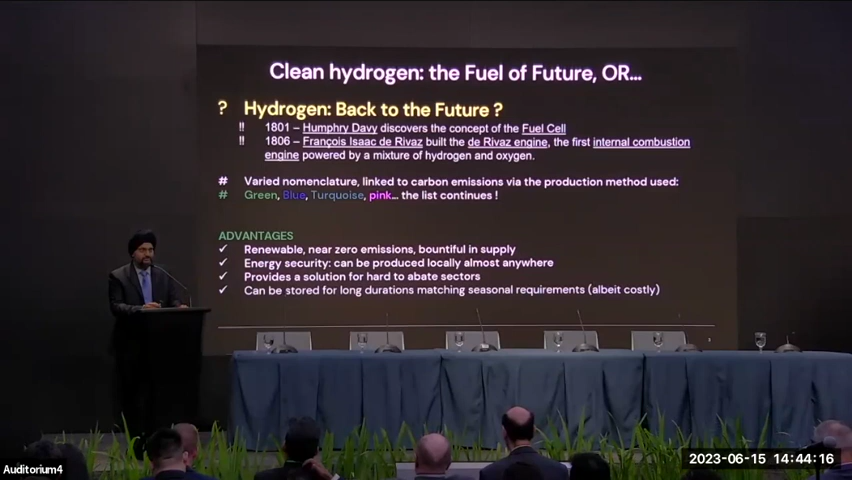 Clean hydrogen: the Fuel of Future, OR...
? Hydrogen: Back to the Future ?
!! 1801 – Humphry Davy discovers the concept of the Fuel Cell
!! 1806 – François Isaac de Rivaz built the de Rivaz engine, the first internal combustion
engine powered by a mixture of hydrogen and oxygen.
# Varied nomenclature, linked to carbon emissions via the production method used:
# Green, Blue, Turquoise, pink... the list continues !
ADVANTAGES
✓ Renewable, near zero emissions, bountiful in supply
✓ Energy security: can be produced locally almost anywhere
✓ Provides a solution for hard to abate sectors
✓ Can be stored for long durations matching seasonal requirements (albeit costly)
Auditorium4
2023-06-15 14:44:16